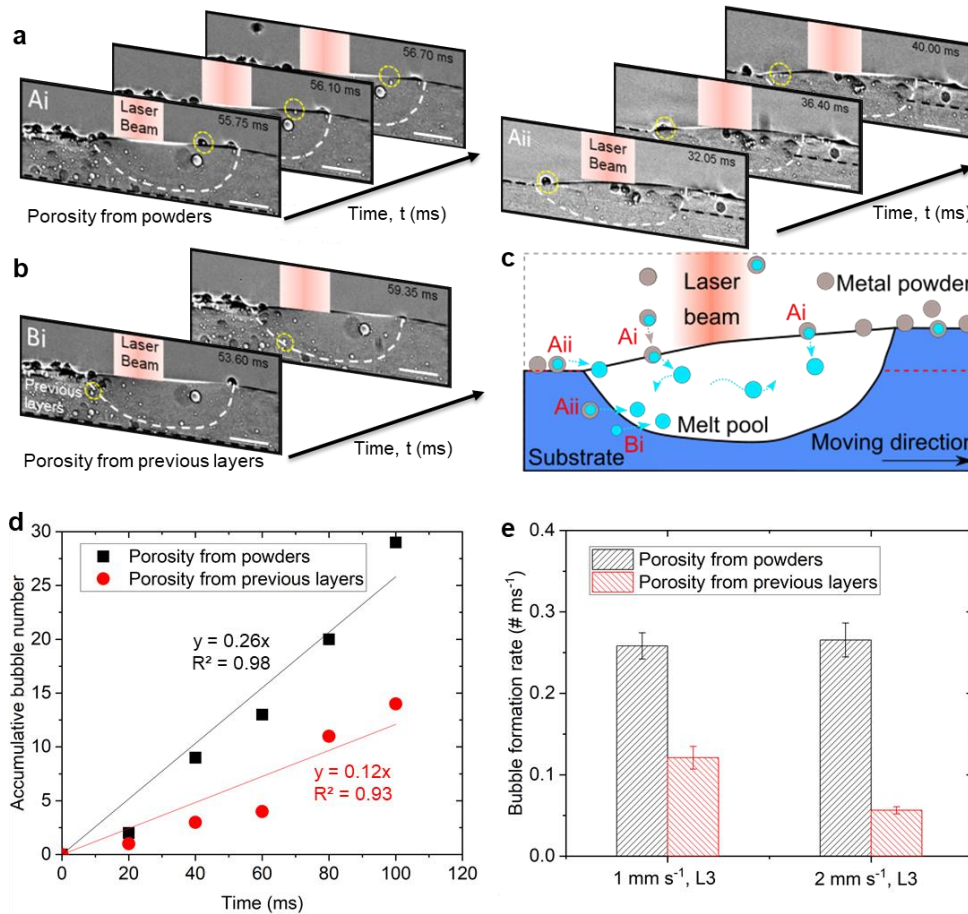 a
Ai
Laser
Beam
55.75 ms
56.10 ms
56.70 ms
Porosity from powders
Time, t (ms)
Aii
Laser
Beam
32.05 ms
36.40 ms
40.00 ms
Time, t (ms)
b
Bi
Laser
Beam
Previous
layers
53.60 ms
59.35 ms
Porosity from previous layers
Time, t (ms)
c
Laser
beam
Metal powder
Ai
Ai
Aii
Aii
Bi
Melt pool
Substrate
Moving direction
d
Accumulative bubble number
30
25
20
15
10
5
0
Porosity from powders
Porosity from previous layers
y = 0.26x
R² = 0.98
y = 0.12x
R² = 0.93
0 20 40 60 80 100 120
Time (ms)
e
Bubble formation rate (# ms⁻¹)
0.4
0.3
0.2
0.1
0.0
Porosity from powders
Porosity from previous layers
1 mm s⁻¹, L3
2 mm s⁻¹, L3